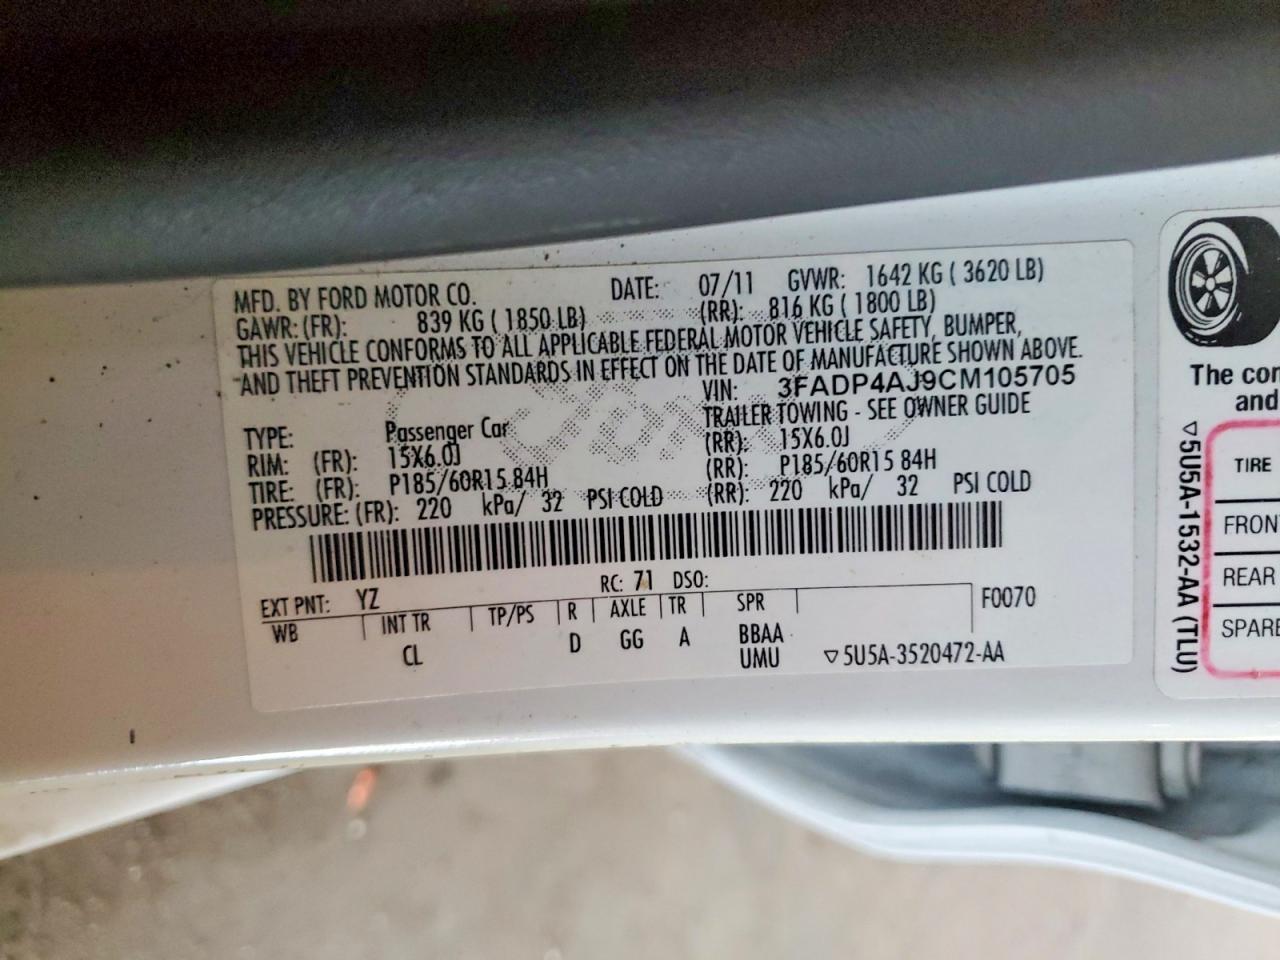 MFD. BY FORD MOTOR CO. DATE: 07/11 GVWR: 1642 KG ( 3620 LB)
GAWR: (FR): 839 KG ( 1850 LB) (RR): 816 KG ( 1800 LB)
THIS VEHICLE CONFORMS TO ALL APPLICABLE FEDERAL MOTOR VEHICLE SAFETY, BUMPER,
AND THEFT PREVENTION STANDARDS IN EFFECT ON THE DATE OF MANUFACTURE SHOWN ABOVE.
VIN: 3FADP4AJ9CM105705
TYPE: Passenger Car TRAILER TOWING - SEE OWNER GUIDE
RIM: (FR): 15X6.0J (RR): 15X6.0J
TIRE: (FR): P185/60R15 84H (RR): P185/60R15 84H
PRESSURE: (FR): 220 kPa/ 32 PSI COLD (RR): 220 kPa/ 32 PSI COLD
EXT PNT: YZ RC: 71 DSO:
WB INT TR TP/PS R AXLE TR SPR F0070
CL D GG A BBAA
UMU ▽5U5A-3520472-AA
▽5U5A-1532-AA (TLU)
The con
and
TIRE
FRONT
REAR
SPARE